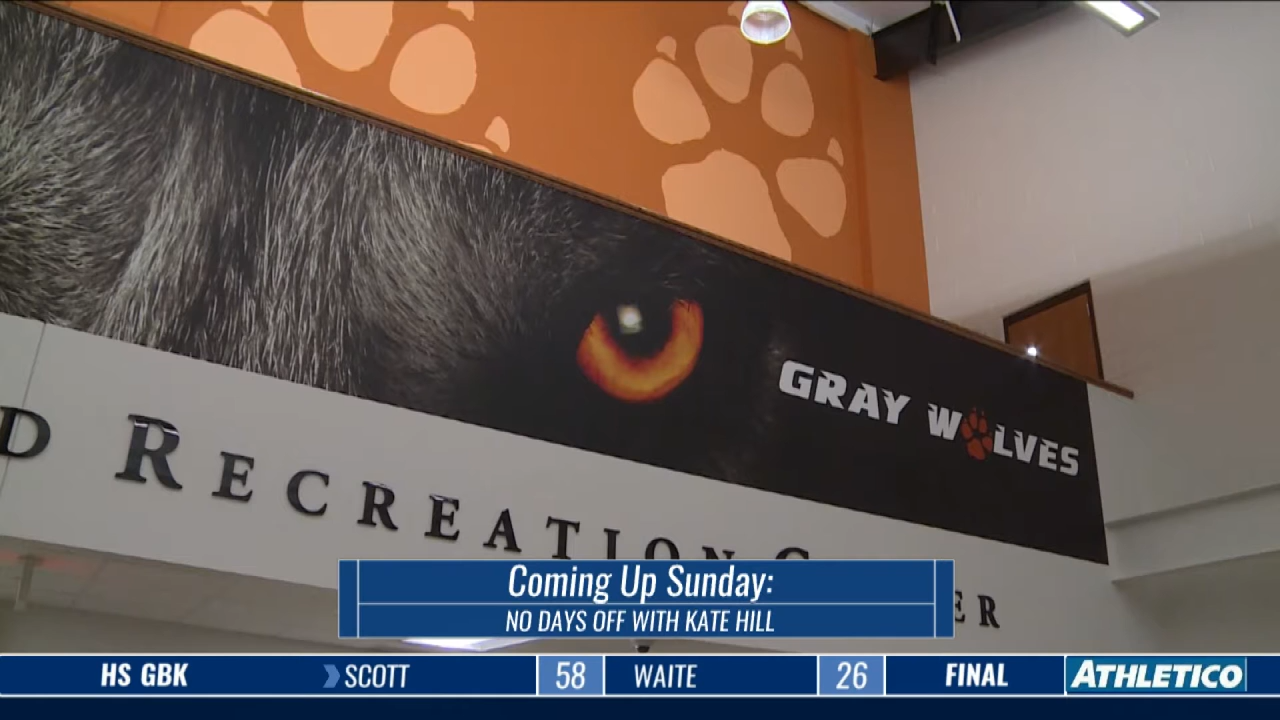 GRAY WOLVES
D RECREATION C ER
Coming Up Sunday:
NO DAYS OFF WITH KATE HILL
HS GBK SCOTT 58 WAITE 26 FINAL ATHLETICO